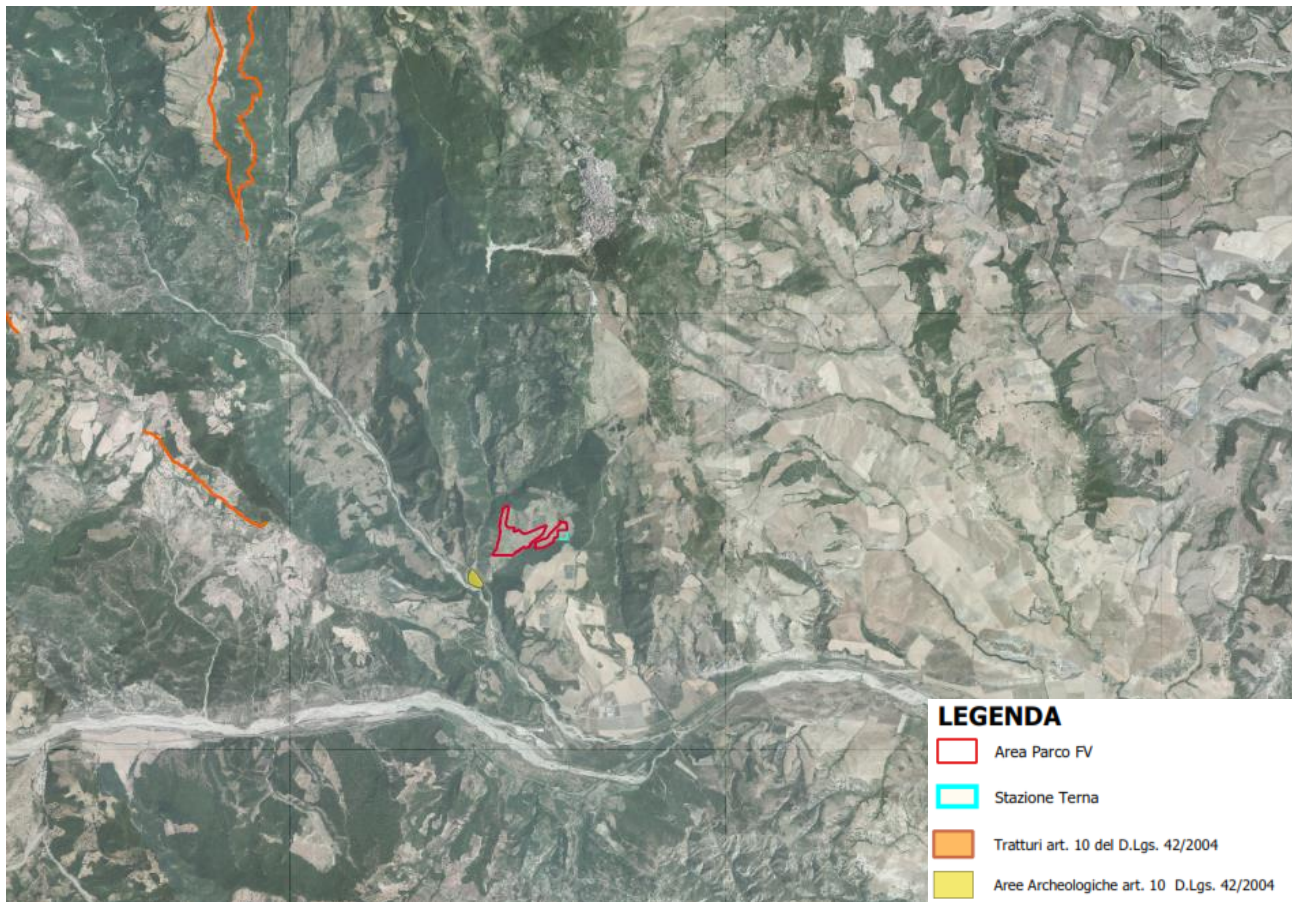 LEGENDA
Area Parco FV
Stazione Terna
Tratturi art. 10 del D.Lgs. 42/2004
Aree Archeologiche art. 10 D.Lgs. 42/2004